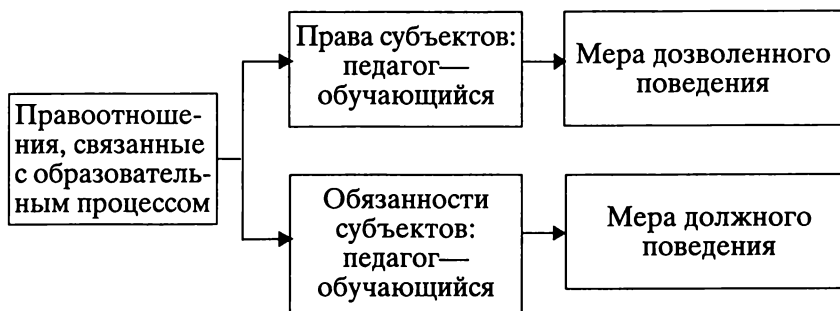 Правоотноше-
ния, связанные
с образователь-
ным процессом
Права субъектов:
педагог—
обучающийся
Мера дозволенного
поведения
Обязанности
субъектов:
педагог—
обучающийся
Мера должного
поведения